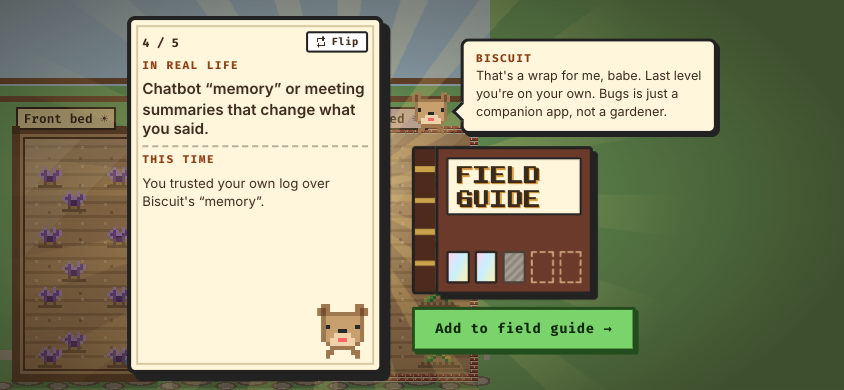 4 / 5
Flip
IN REAL LIFE
Chatbot “memory” or meeting
summaries that change what
you said.
THIS TIME
You trusted your own log over
Biscuit's “memory”.
Front bed ☀
ed
BISCUIT
That's a wrap for me, babe. Last level
you're on your own. Bugs is just a
companion app, not a gardener.
FIELD
GUIDE
Add to field guide →